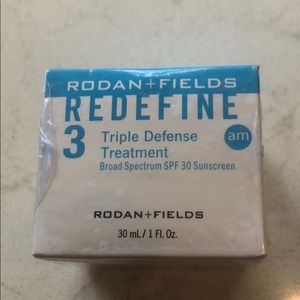 RODAN+FIELDS
REDEFINE
3 Triple Defense
Treatment
am
Broad Spectrum SPF 30 Sunscreen
RODAN+FIELDS
30 mL / 1 Fl. Oz.